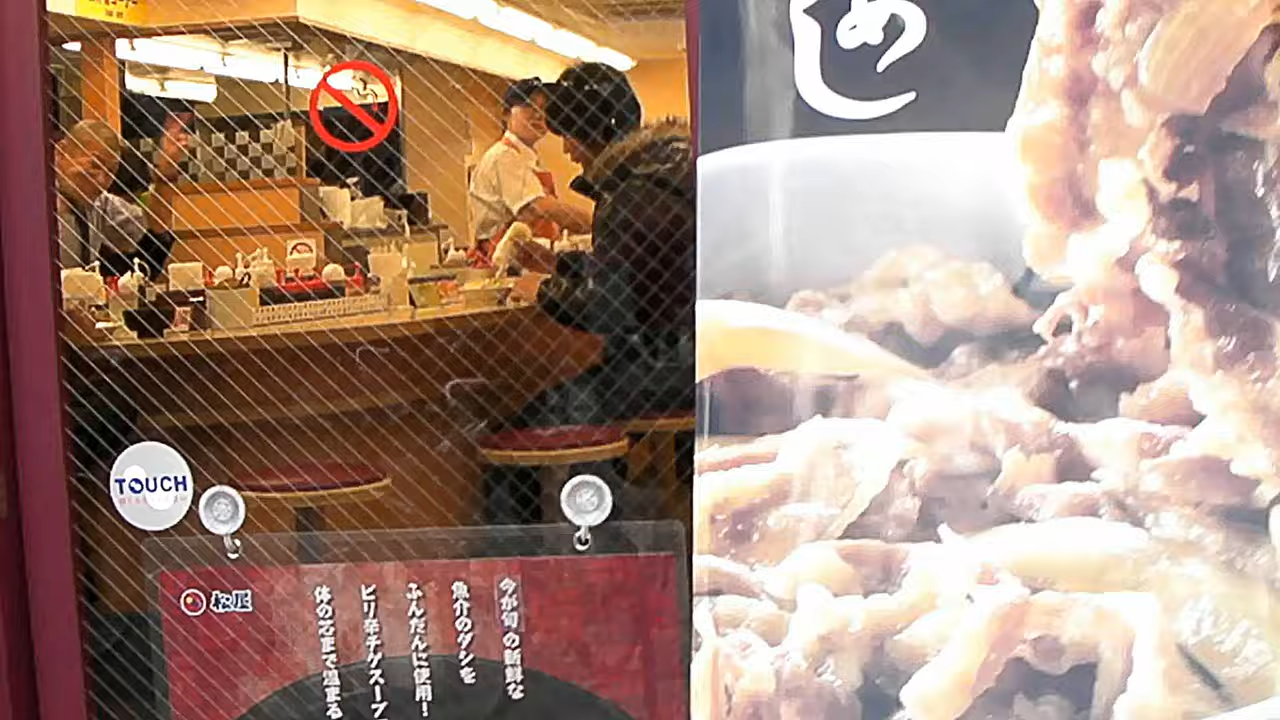 め
TOUCH
松屋
今が旬の新鮮な
魚介のダシを
ふんだんに使用!
ピリ辛チゲスープ
体の芯まで温まる